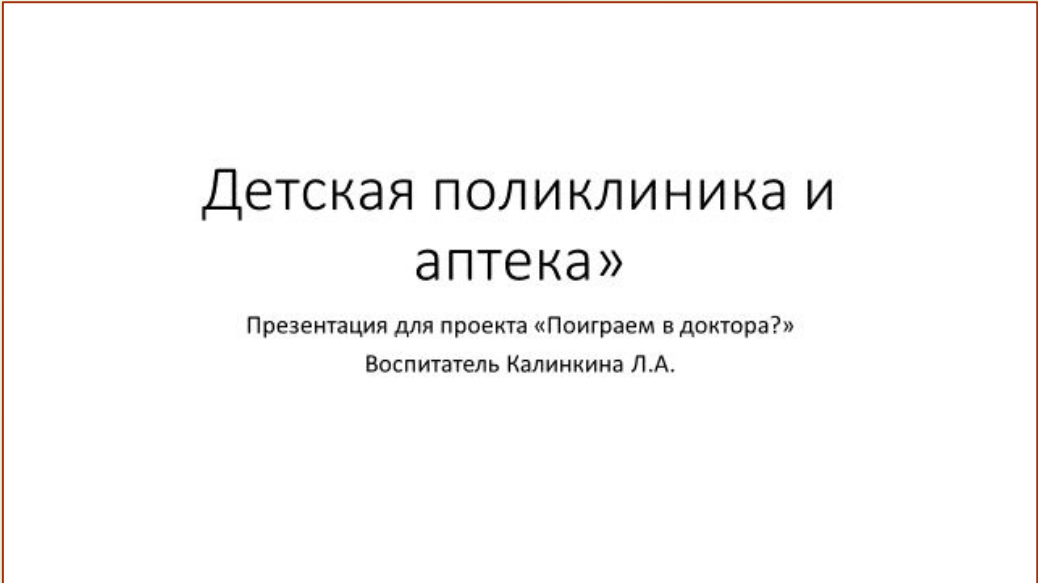 Детская поликлиника и
аптека»
Презентация для проекта «Поиграем в доктора?»
Воспитатель Калинкина Л.А.